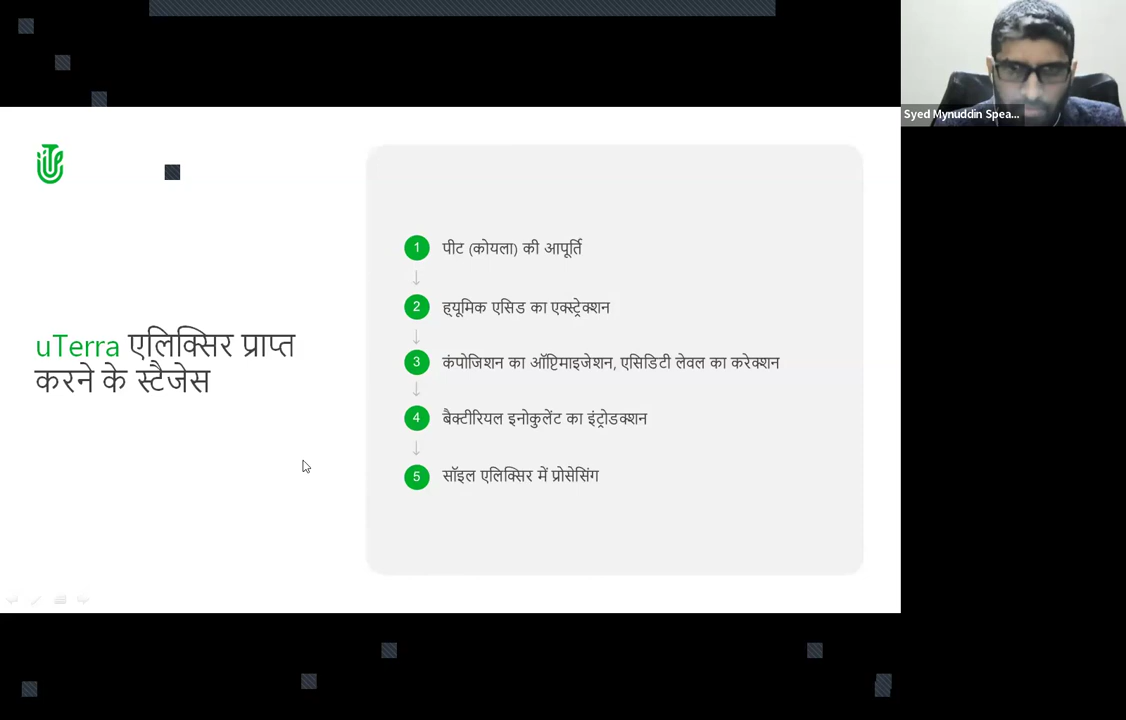 Syed Mynuddin Spea...
uTerra एलिक्सिर प्राप्त
करने के स्टैजेस
1 पीट (कोयला) की आपूर्ति
2 ह्यूमिक एसिड का एक्स्ट्रेक्शन
3 कंपोजिशन का ऑप्टिमाइजेशन, एसिडिटी लेवल का करेक्शन
4 बैक्टीरियल इनोकुलेंट का इंट्रोडक्शन
5 सॉइल एलिक्सिर में प्रोसेसिंग